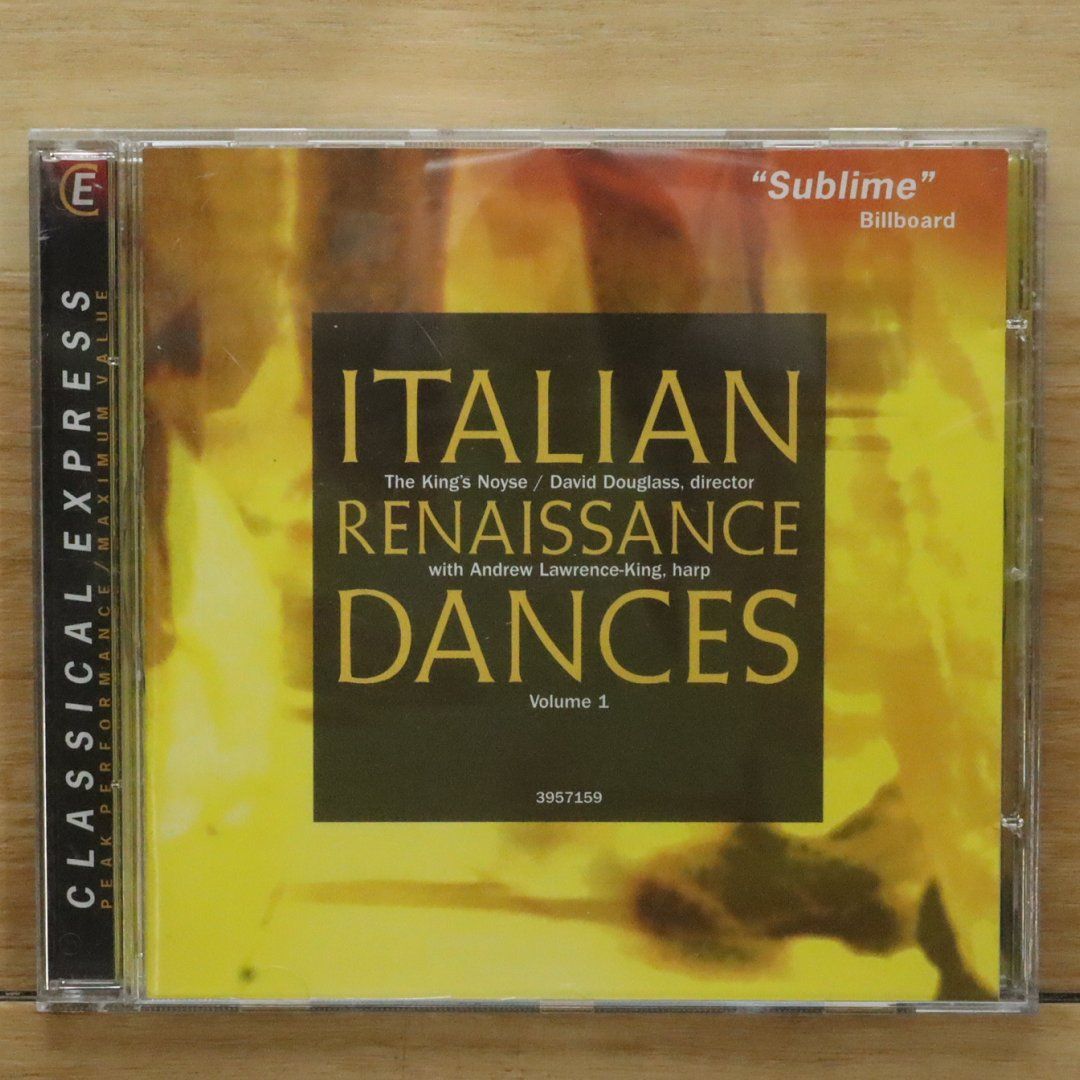 CE
CLASSICAL EXPRESS
PEAK PERFORMANCE/MAXIMUM VALUE
“Sublime”
Billboard
ITALIAN
The King's Noyse / David Douglass, director
RENAISSANCE
with Andrew Lawrence-King, harp
DANCES
Volume 1
3957159